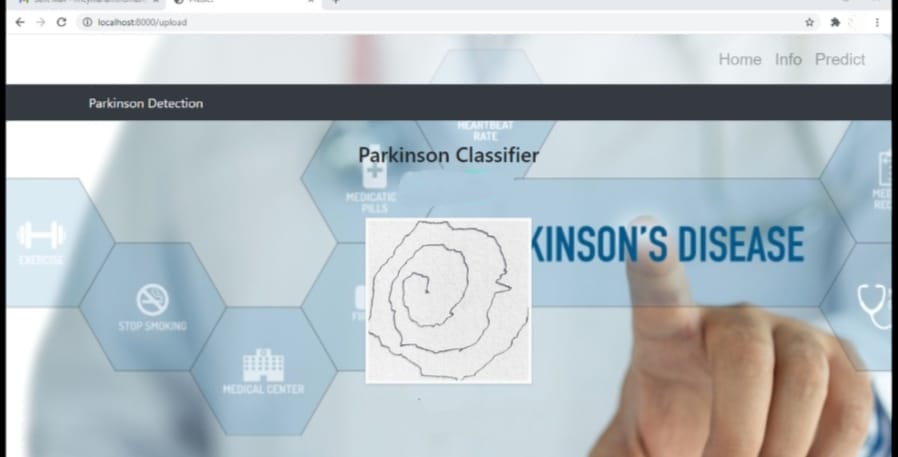 localhost:8000/upload
Home Info Predict
Parkinson Detection
HEARTBEAT
RATE
Parkinson Classifier
PILLS
EXERCISE
KINSON'S DISEASE
STOP SMOKING
MEDICAL CENTER